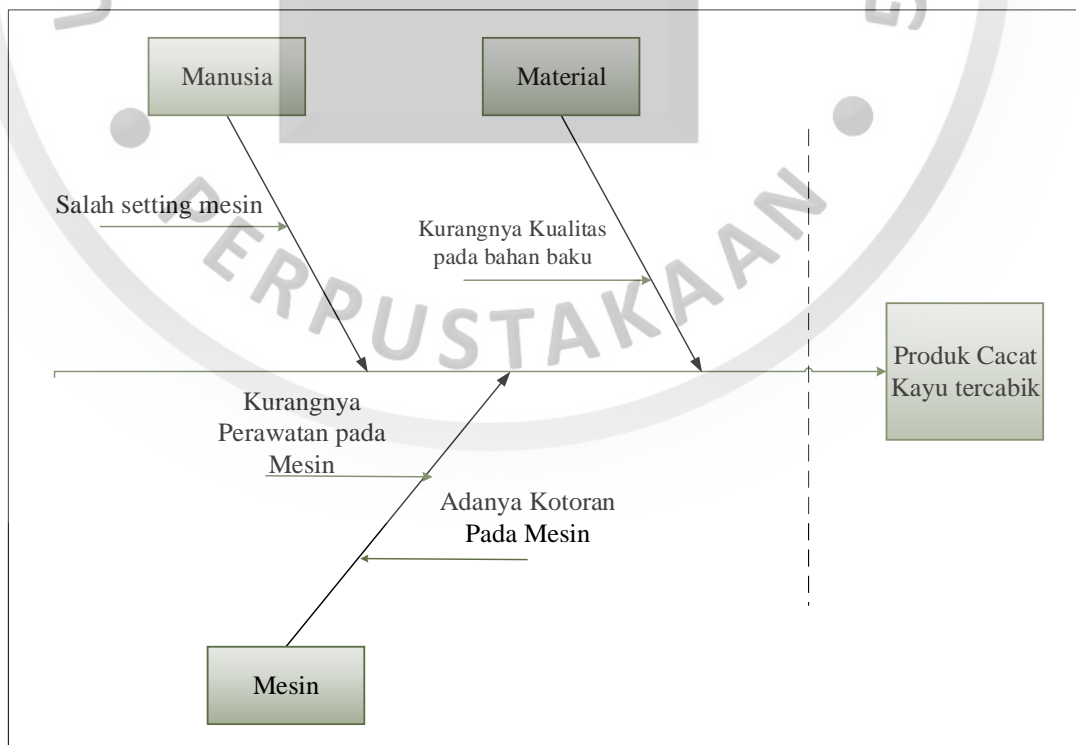 Manusia
Material
Salah setting mesin
Kurangnya Kualitas
pada bahan baku
PERPUSTAKAAN
Produk Cacat
Kayu tercabik
Kurangnya
Perawatan pada
Mesin
Adanya Kotoran
Pada Mesin
Mesin